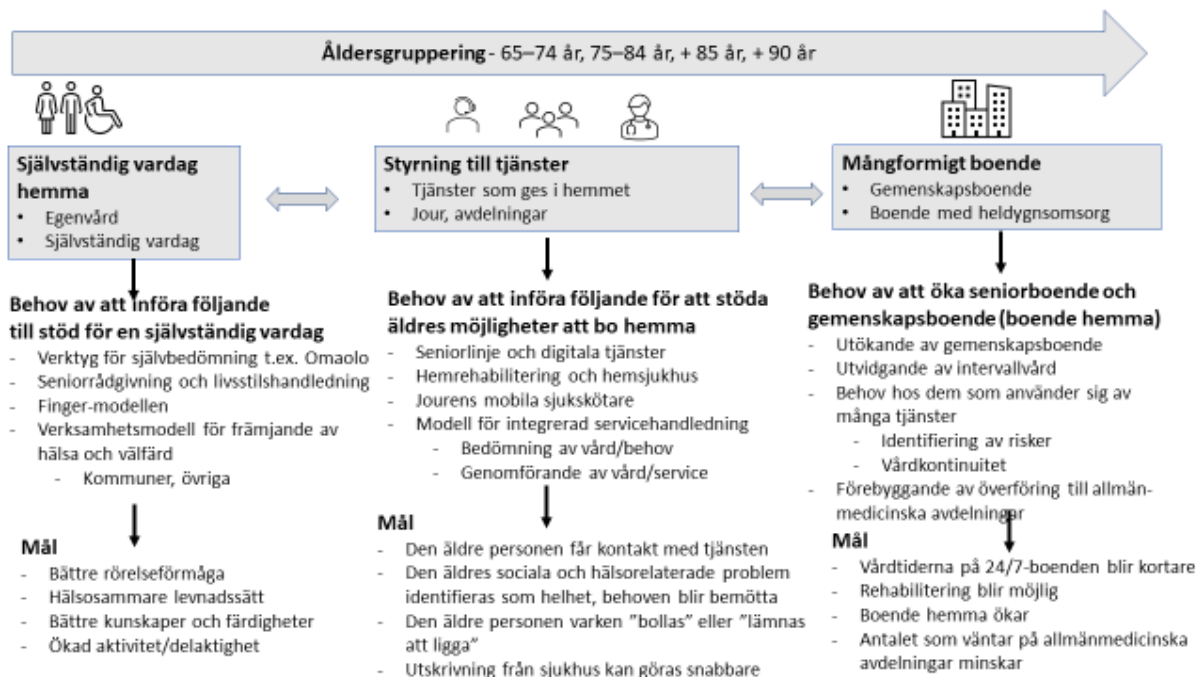 Åldersgruppering - 65–74 år, 75–84 år, + 85 år, + 90 år
Självständig vardag
hemma
• Egenvård
• Självständig vardag
Behov av att införa följande
till stöd för en självständig vardag
- Verktyg för självbedömning t.ex. Omaolo
- Seniorrådgivning och livsstilshandledning
- Finger-modellen
- Verksamhetsmodell för främjande av
hälsa och välfärd
- Kommuner, övriga
Mål
- Bättre rörelseförmåga
- Hälsosammare levnadssätt
- Bättre kunskaper och färdigheter
- Ökad aktivitet/delaktighet
Styrning till tjänster
• Tjänster som ges i hemmet
• Jour, avdelningar
Behov av att införa följande för att stöda
äldres möjligheter att bo hemma
- Seniorlinje och digitala tjänster
- Hemrehabilitering och hemsjukhus
- Jourens mobila sjukskötare
- Modell för integrerad servicehandledning
- Bedömning av vård/behov
- Genomförande av vård/service
Mål
- Den äldre personen får kontakt med tjänsten
- Den äldres sociala och hälsorelaterade problem
identifieras som helhet, behoven blir bemötta
- Den äldre personen varken ”bollas” eller ”lämnas
att ligga”
- Utskrivning från sjukhus kan göras snabbare
Mångformigt boende
• Gemenskapsboende
• Boende med heldygnsomsorg
Behov av att öka seniorboende och
gemenskapsboende (boende hemma)
- Utökande av gemenskapsboende
- Utvidgande av intervallvård
- Behov hos dem som använder sig av
många tjänster
- Identifiering av risker
- Vårdkontinuitet
- Förebyggande av överföring till allmän-
medicinska avdelningar
Mål
- Vårdtiderna på 24/7-boenden blir kortare
- Rehabilitering blir möjlig
- Boende hemma ökar
- Antalet som väntar på allmänmedicinska
avdelningar minskar